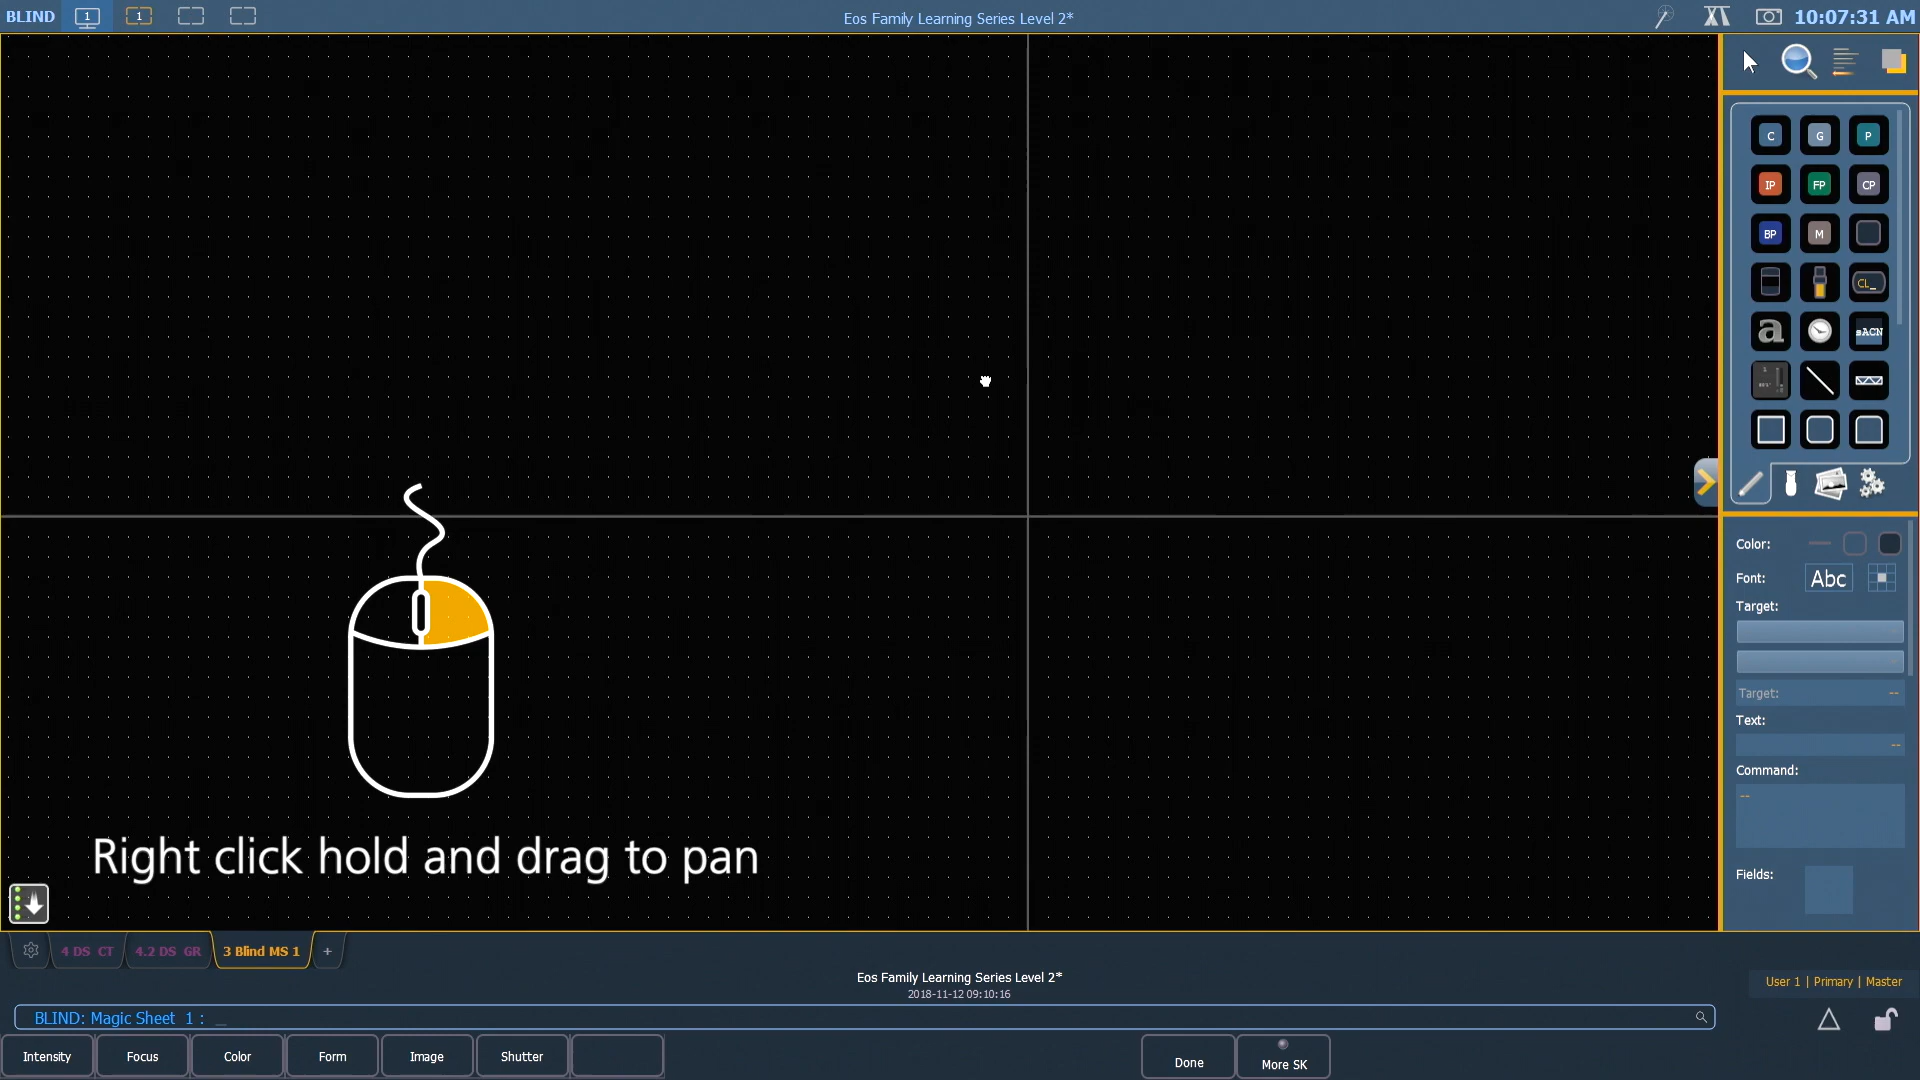 BLIND
1
1
Eos Family Learning Series Level 2*
10:07:31 AM
C G P
IP FP CP
BP M
CL_
a sACN
Color:
Font: Abc
Target:
Target: --
Text:
--
Command:
--
Fields:
Right click hold and drag to pan
4 DS CT
4.2 DS GR
3 Blind MS 1
+
Eos Family Learning Series Level 2*
2018-11-12 09:10:16
User 1 | Primary | Master
BLIND: Magic Sheet 1 : _
Intensity
Focus
Color
Form
Image
Shutter
Done
More SK